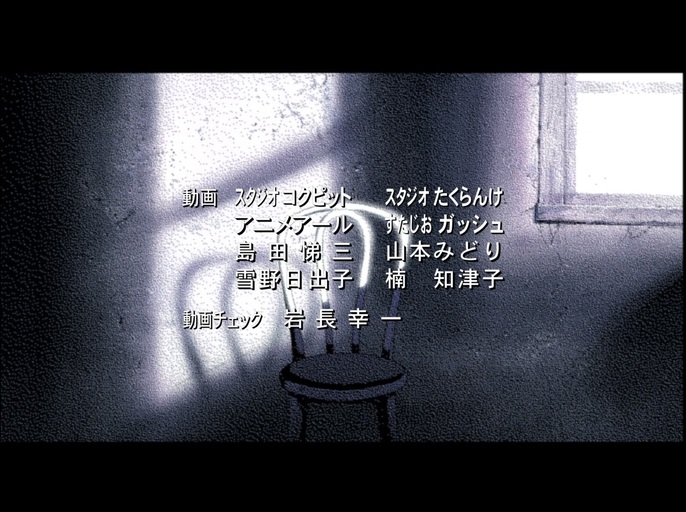 動画 スタジオコクピット スタジオたくらんけ
アニメアール すたじお ガッシュ
島田悌三 山本みどり
雪野日出子 楠 知津子
動画チェック 岩長幸一